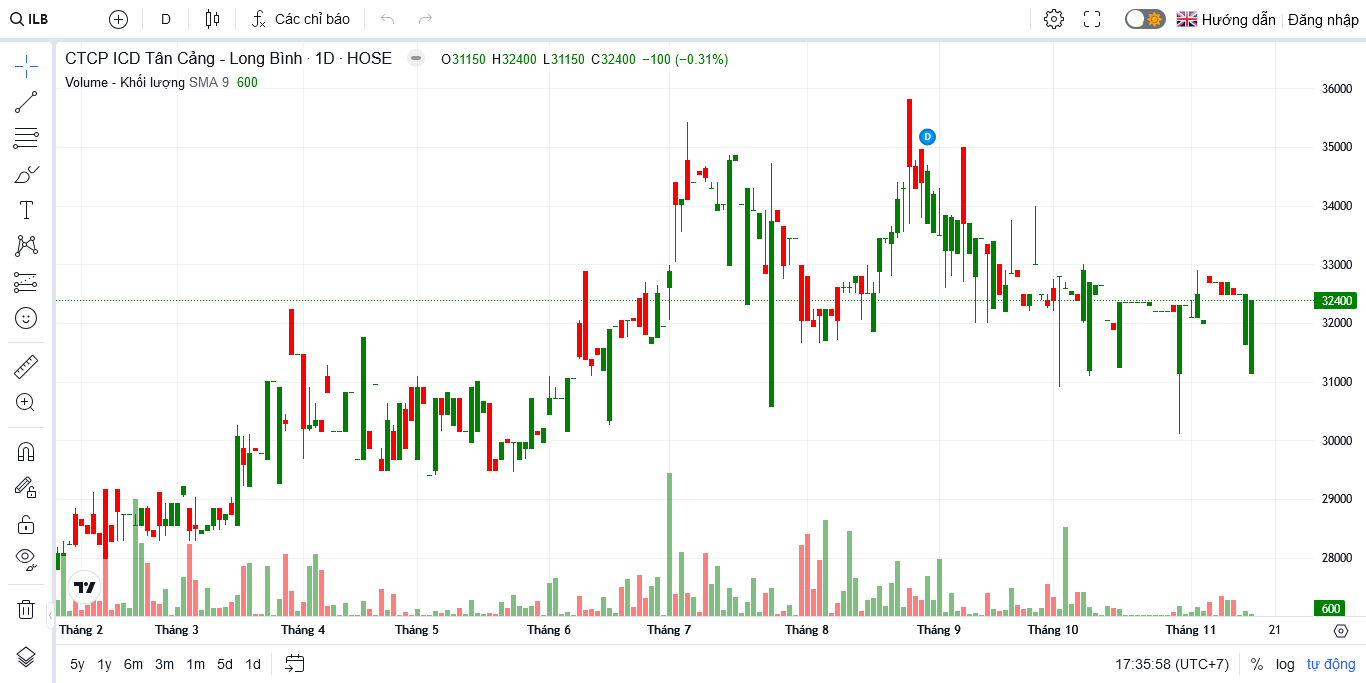 ILB
D
Các chỉ báo
Hướng dẫn
Đăng nhập
CTCP ICD Tân Cảng - Long Bình · 1D · HOSE
O31150 H32400 L31150 C32400 −100 (−0.31%)
Volume - Khối lượng SMA 9 600
36000
35000
D
34000
33000
32400
32000
31000
30000
29000
28000
600
Tháng 2 Tháng 3 Tháng 4 Tháng 5 Tháng 6 Tháng 7 Tháng 8 Tháng 9 Tháng 10 Tháng 11 21
5y 1y 6m 3m 1m 5d 1d
17:35:58 (UTC+7) % log tự động